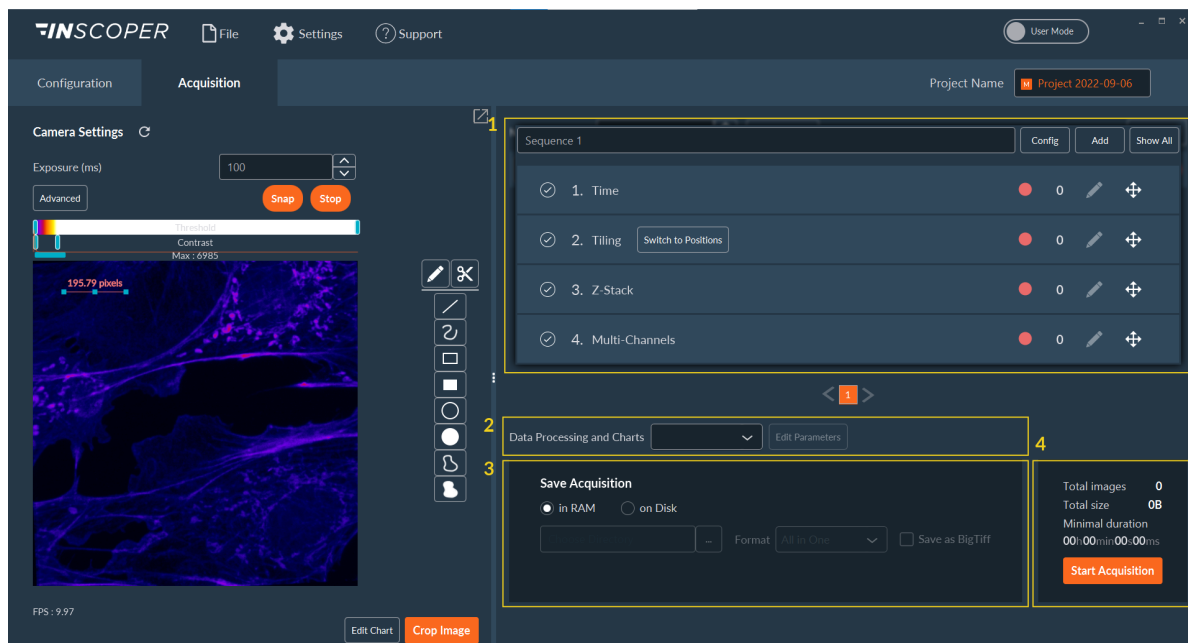 INSCOPER
File
Settings
? Support
User Mode
Configuration
Acquisition
Project Name
M Project 2022-09-06
Camera Settings
Exposure (ms)
100
Advanced
Snap
Stop
Threshold
Contrast
Max : 6985
195.79 pixels
FPS : 9.97
Edit Chart
Crop Image
1
Sequence 1
Config
Add
Show All
1. Time
0
2. Tiling
Switch to Positions
0
3. Z-Stack
0
4. Multi-Channels
0
1
2
Data Processing and Charts
Edit Parameters
3
Save Acquisition
in RAM
on Disk
...
Format
All in One
Save as BigTiff
4
Total images 0
Total size 0B
Minimal duration
00h00min00s00ms
Start Acquisition